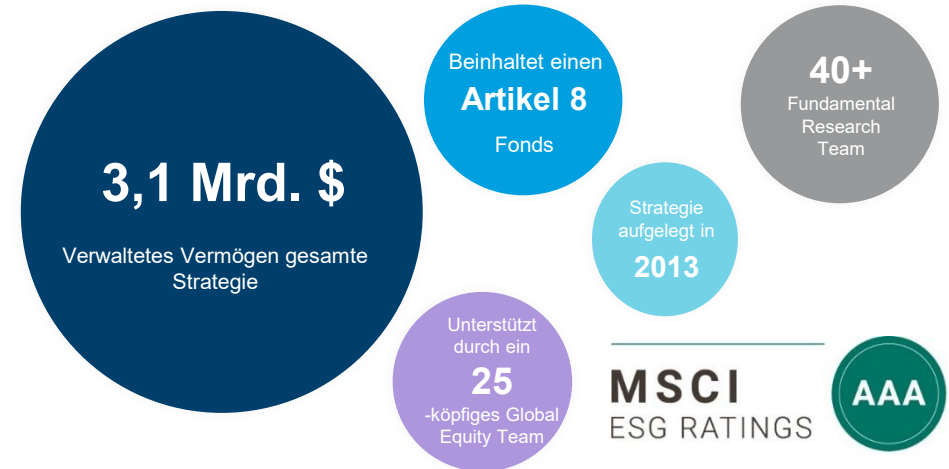 3,1 Mrd. $
Verwaltetes Vermögen gesamte
Strategie
Beinhaltet einen
Artikel 8
Fonds
40+
Fundamental
Research
Team
Strategie
aufgelegt in
2013
Unterstützt
durch ein
25
-köpfiges Global
Equity Team
MSCI
ESG RATINGS
AAA